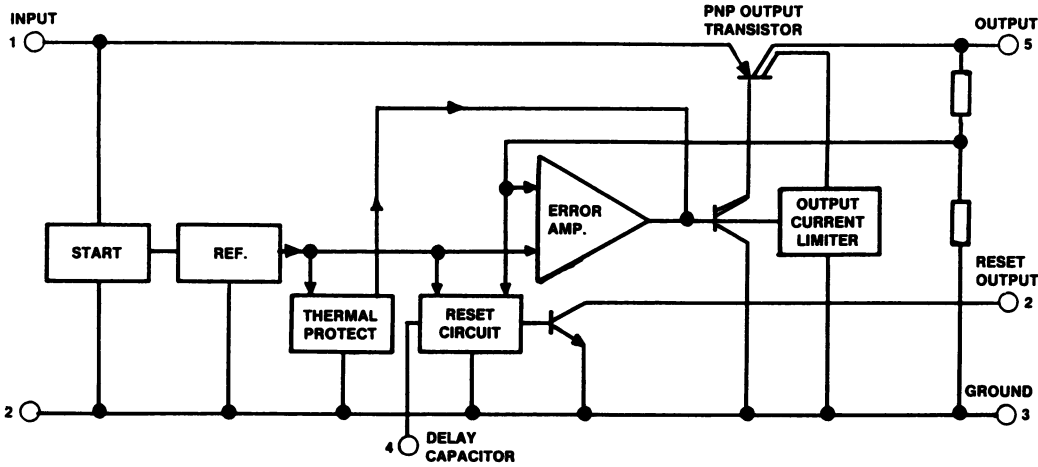 PNP OUTPUT
TRANSISTOR
INPUT
1
OUTPUT
5
ERROR
AMP.
OUTPUT
CURRENT
LIMITER
START
REF.
RESET
OUTPUT
2
THERMAL
PROTECT
RESET
CIRCUIT
GROUND
2
3
4
DELAY
CAPACITOR